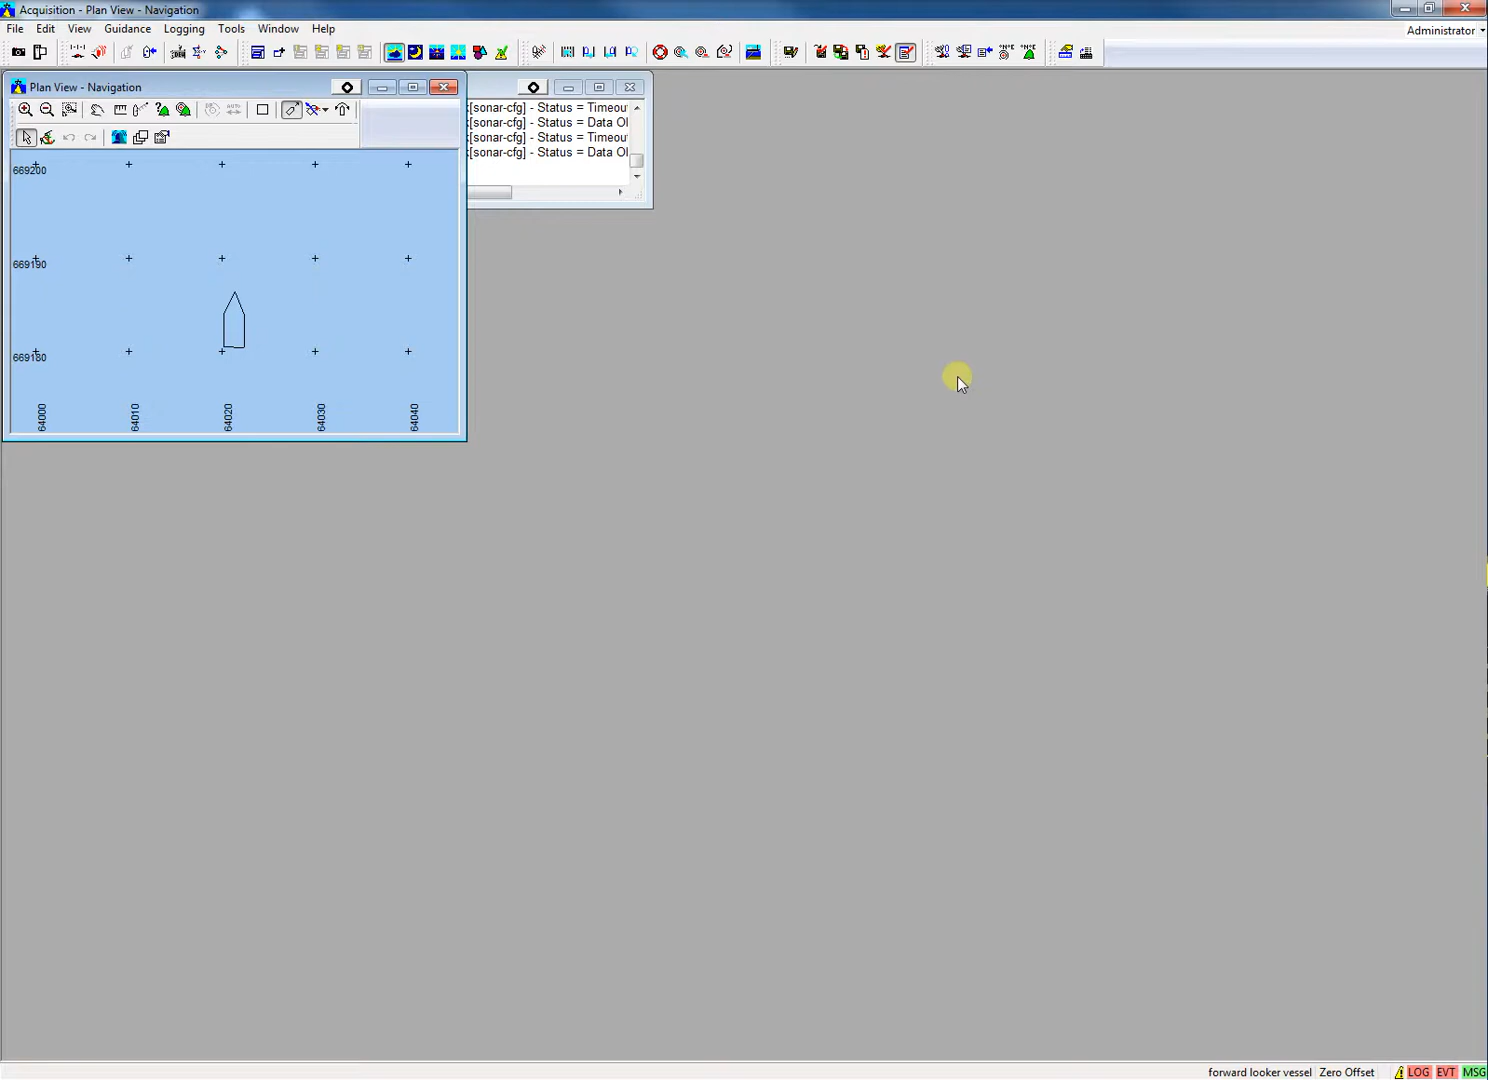 Acquisition - Plan View - Navigation
File Edit View Guidance Logging Tools Window Help
Administrator
Plan View - Navigation
[sonar-cfg] - Status = Timeou
[sonar-cfg] - Status = Data O
[sonar-cfg] - Status = Timeou
[sonar-cfg] - Status = Data O
669200
669190
669180
64000 64010 64020 64030 64040
forward looker vessel Zero Offset LOG EVT MSG